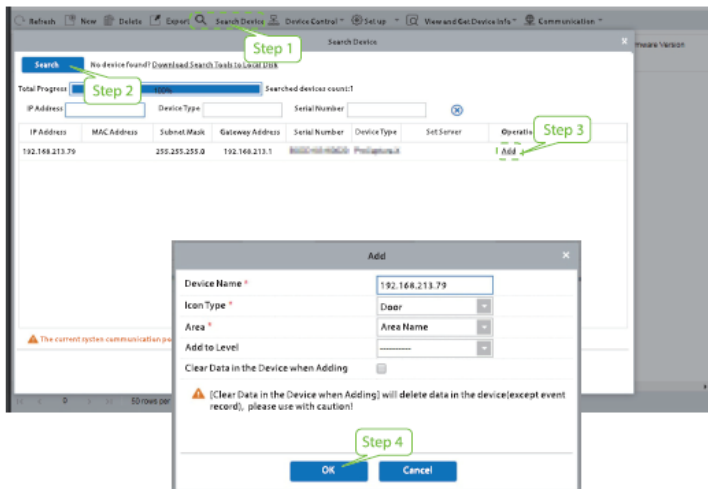 Refresh New Delete Export Search Device Device Control Set up View and Get Device Info Communication
Step 1
Search Device
mware Version
Search No device found? Download Search Tools to Local Disk
Step 2
Total Progress 100% Searched devices count:1
IP Address Device Type Serial Number
IP Address MAC Address Subnet Mask Gateway Address Serial Number Device Type Set Server Operatio
Step 3
192.168.213.79 255.255.255.0 192.168.213.1 Add
Add
Device Name * 192.168.213.79
Icon Type * Door
Area * Area Name
The current system communication po
Add to Level ----------
Clear Data in the Device when Adding
[Clear Data in the Device when Adding] will delete data in the device(except event
record), please use with caution!
0 50 rows per
Step 4
OK Cancel